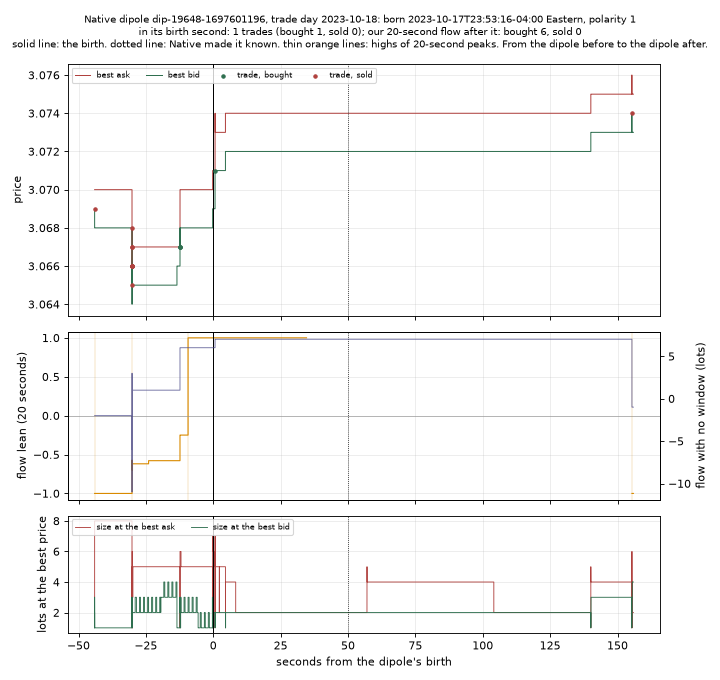 Native dipole dip-19648-1697601196, trade day 2023-10-18: born 2023-10-17T23:53:16-04:00 Eastern, polarity 1
in its birth second: 1 trades (bought 1, sold 0); our 20-second flow after it: bought 6, sold 0
solid line: the birth. dotted line: Native made it known. thin orange lines: highs of 20-second peaks. From the dipole before to the dipole after.
best ask best bid trade, bought trade, sold
3.076
3.074
3.072
3.070
3.068
3.066
3.064
price
1.0
0.5
0.0
−0.5
−1.0
flow lean (20 seconds)
5
0
−5
−10
flow with no window (lots)
size at the best ask size at the best bid
8
6
4
2
lots at the best price
−50 −25 0 25 50 75 100 125 150
seconds from the dipole's birth